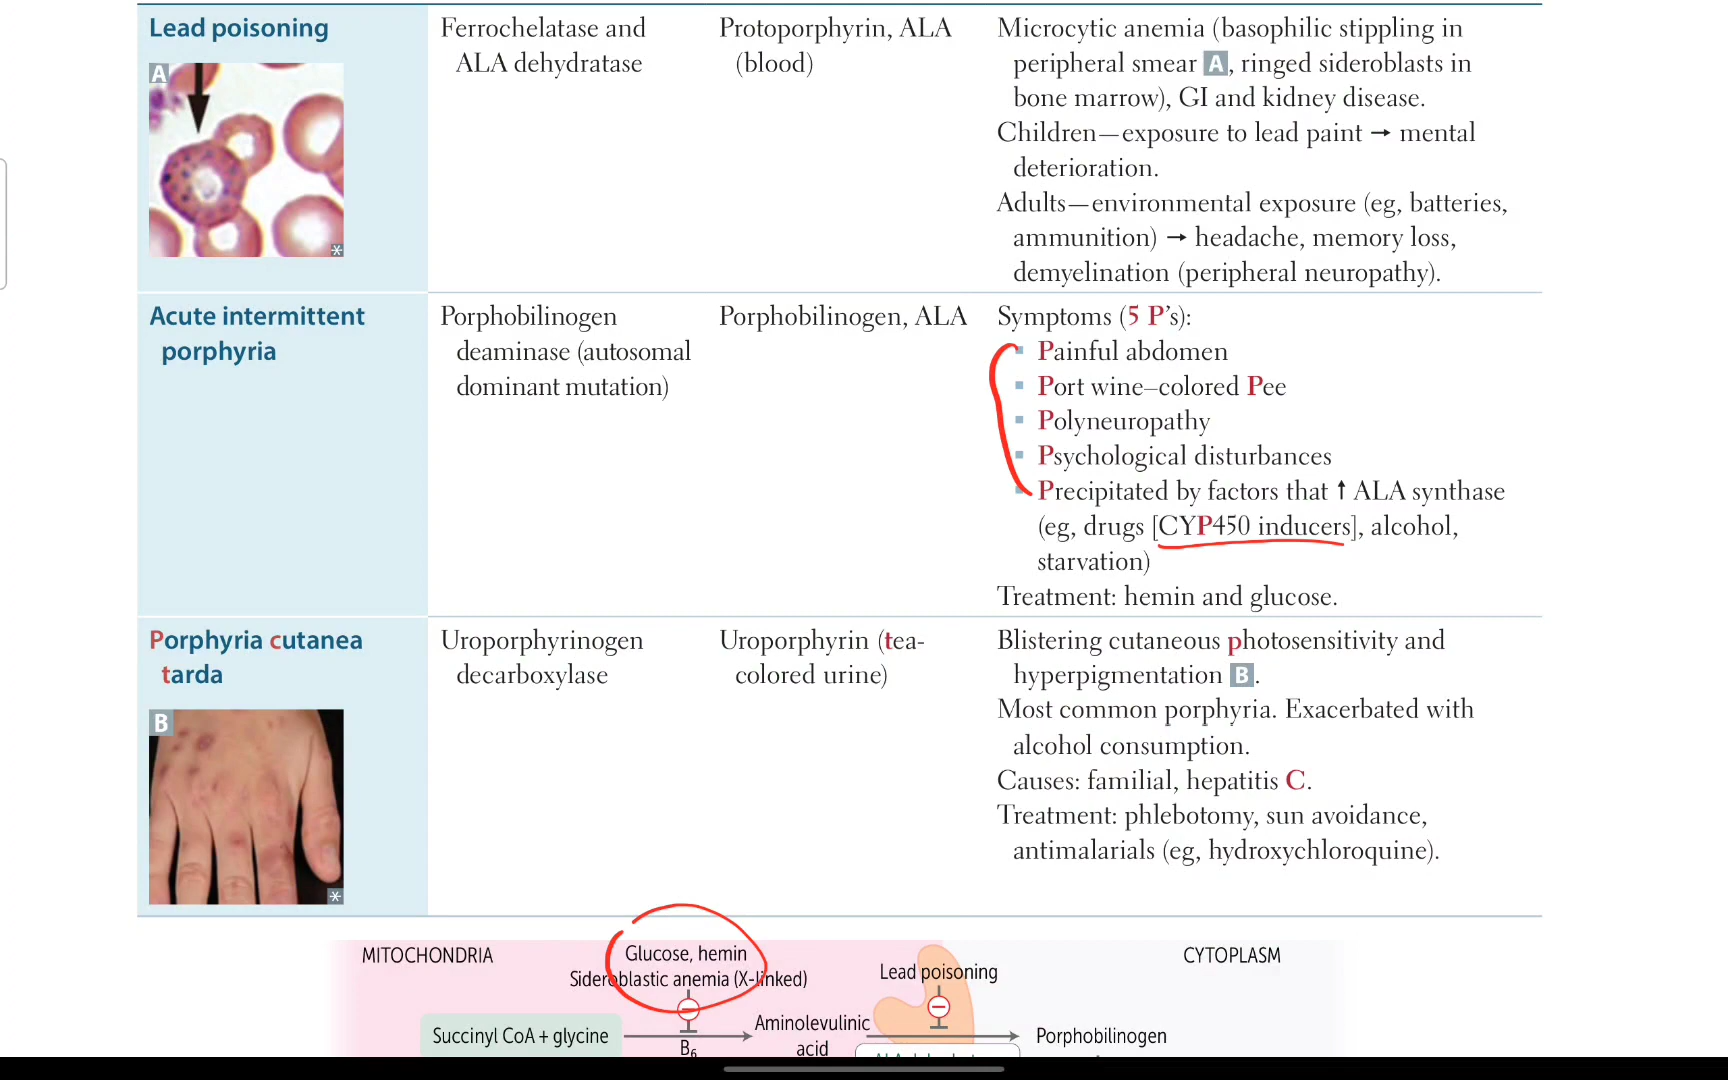 Lead poisoning
A
*
Ferrochelatase and
ALA dehydratase
Protoporphyrin, ALA
(blood)
Microcytic anemia (basophilic stippling in
peripheral smear A, ringed sideroblasts in
bone marrow), GI and kidney disease.
Children—exposure to lead paint → mental
deterioration.
Adults—environmental exposure (eg, batteries,
ammunition) → headache, memory loss,
demyelination (peripheral neuropathy).
Acute intermittent
porphyria
Porphobilinogen
deaminase (autosomal
dominant mutation)
Porphobilinogen, ALA
Symptoms (5 P's):
▪ Painful abdomen
▪ Port wine–colored Pee
▪ Polyneuropathy
▪ Psychological disturbances
▪ Precipitated by factors that ↑ ALA synthase
(eg, drugs [CYP450 inducers], alcohol,
starvation)
Treatment: hemin and glucose.
Porphyria cutanea
tarda
B
*
Uroporphyrinogen
decarboxylase
Uroporphyrin (tea-
colored urine)
Blistering cutaneous photosensitivity and
hyperpigmentation B.
Most common porphyria. Exacerbated with
alcohol consumption.
Causes: familial, hepatitis C.
Treatment: phlebotomy, sun avoidance,
antimalarials (eg, hydroxychloroquine).
MITOCHONDRIA
Glucose, hemin
Sideroblastic anemia (X-linked)
Lead poisoning
CYTOPLASM
Succinyl CoA + glycine
B6
Aminolevulinic
acid
Porphobilinogen